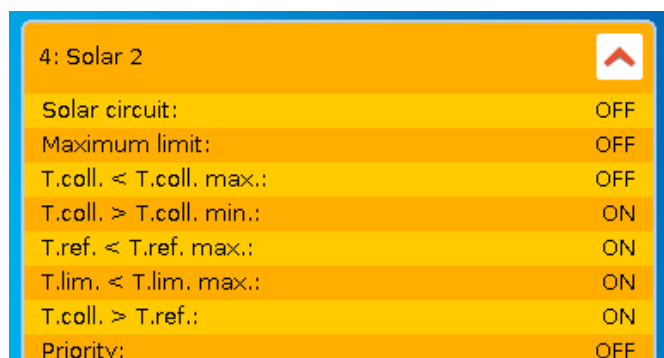 4: Solar 2
Solar circuit: OFF
Maximum limit: OFF
T.coll. < T.coll. max.: OFF
T.coll. > T.coll. min.: ON
T.ref. < T.ref. max.: ON
T.lim. < T.lim. max.: ON
T.coll. > T.ref.: ON
Priority: OFF